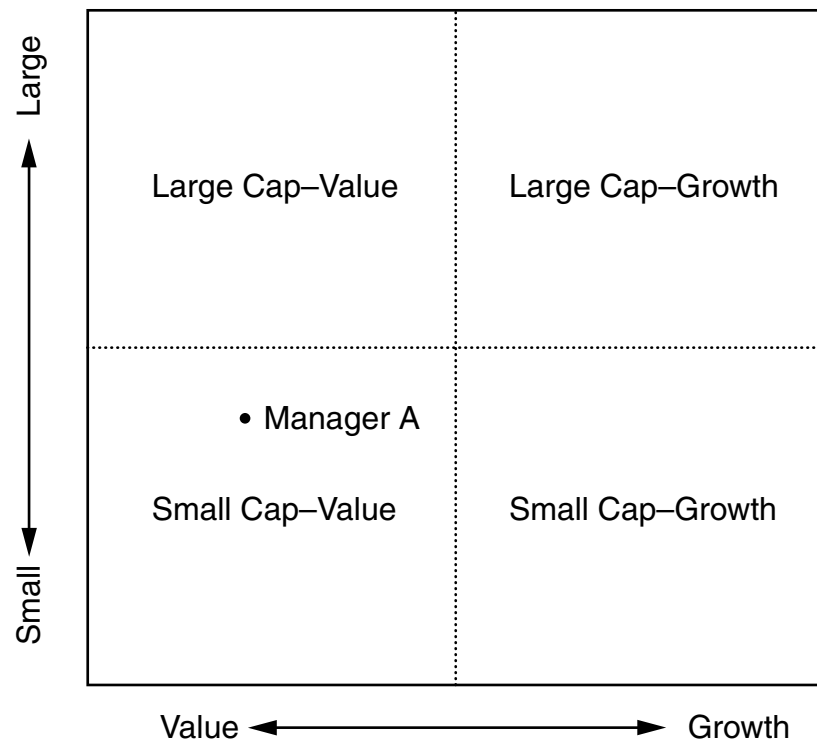 Large
Large Cap–Value
Large Cap–Growth
Manager A
Small Cap–Value
Small Cap–Growth
Small
Value
Growth